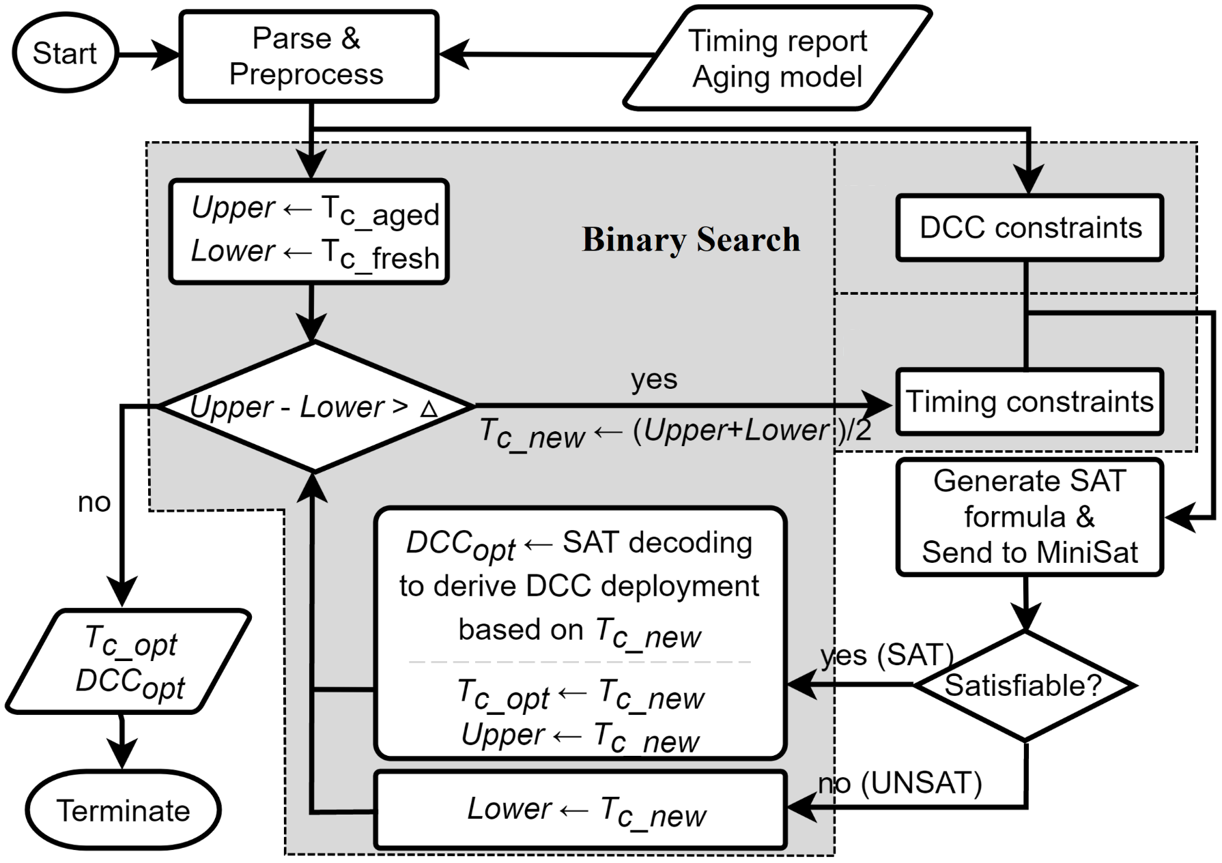 Start
Parse &
Preprocess
Timing report
Aging model
Upper ← Tc_aged
Lower ← Tc_fresh
Binary Search
DCC constraints
Upper - Lower > Δ
yes
Tc_new ← (Upper+Lower )/2
Timing constraints
no
Generate SAT
formula &
Send to MiniSat
DCCopt ← SAT decoding
to derive DCC deployment
based on Tc_new
Tc_opt ← Tc_new
Upper ← Tc_new
yes (SAT)
Satisfiable?
Tc_opt
DCCopt
no (UNSAT)
Lower ← Tc_new
Terminate